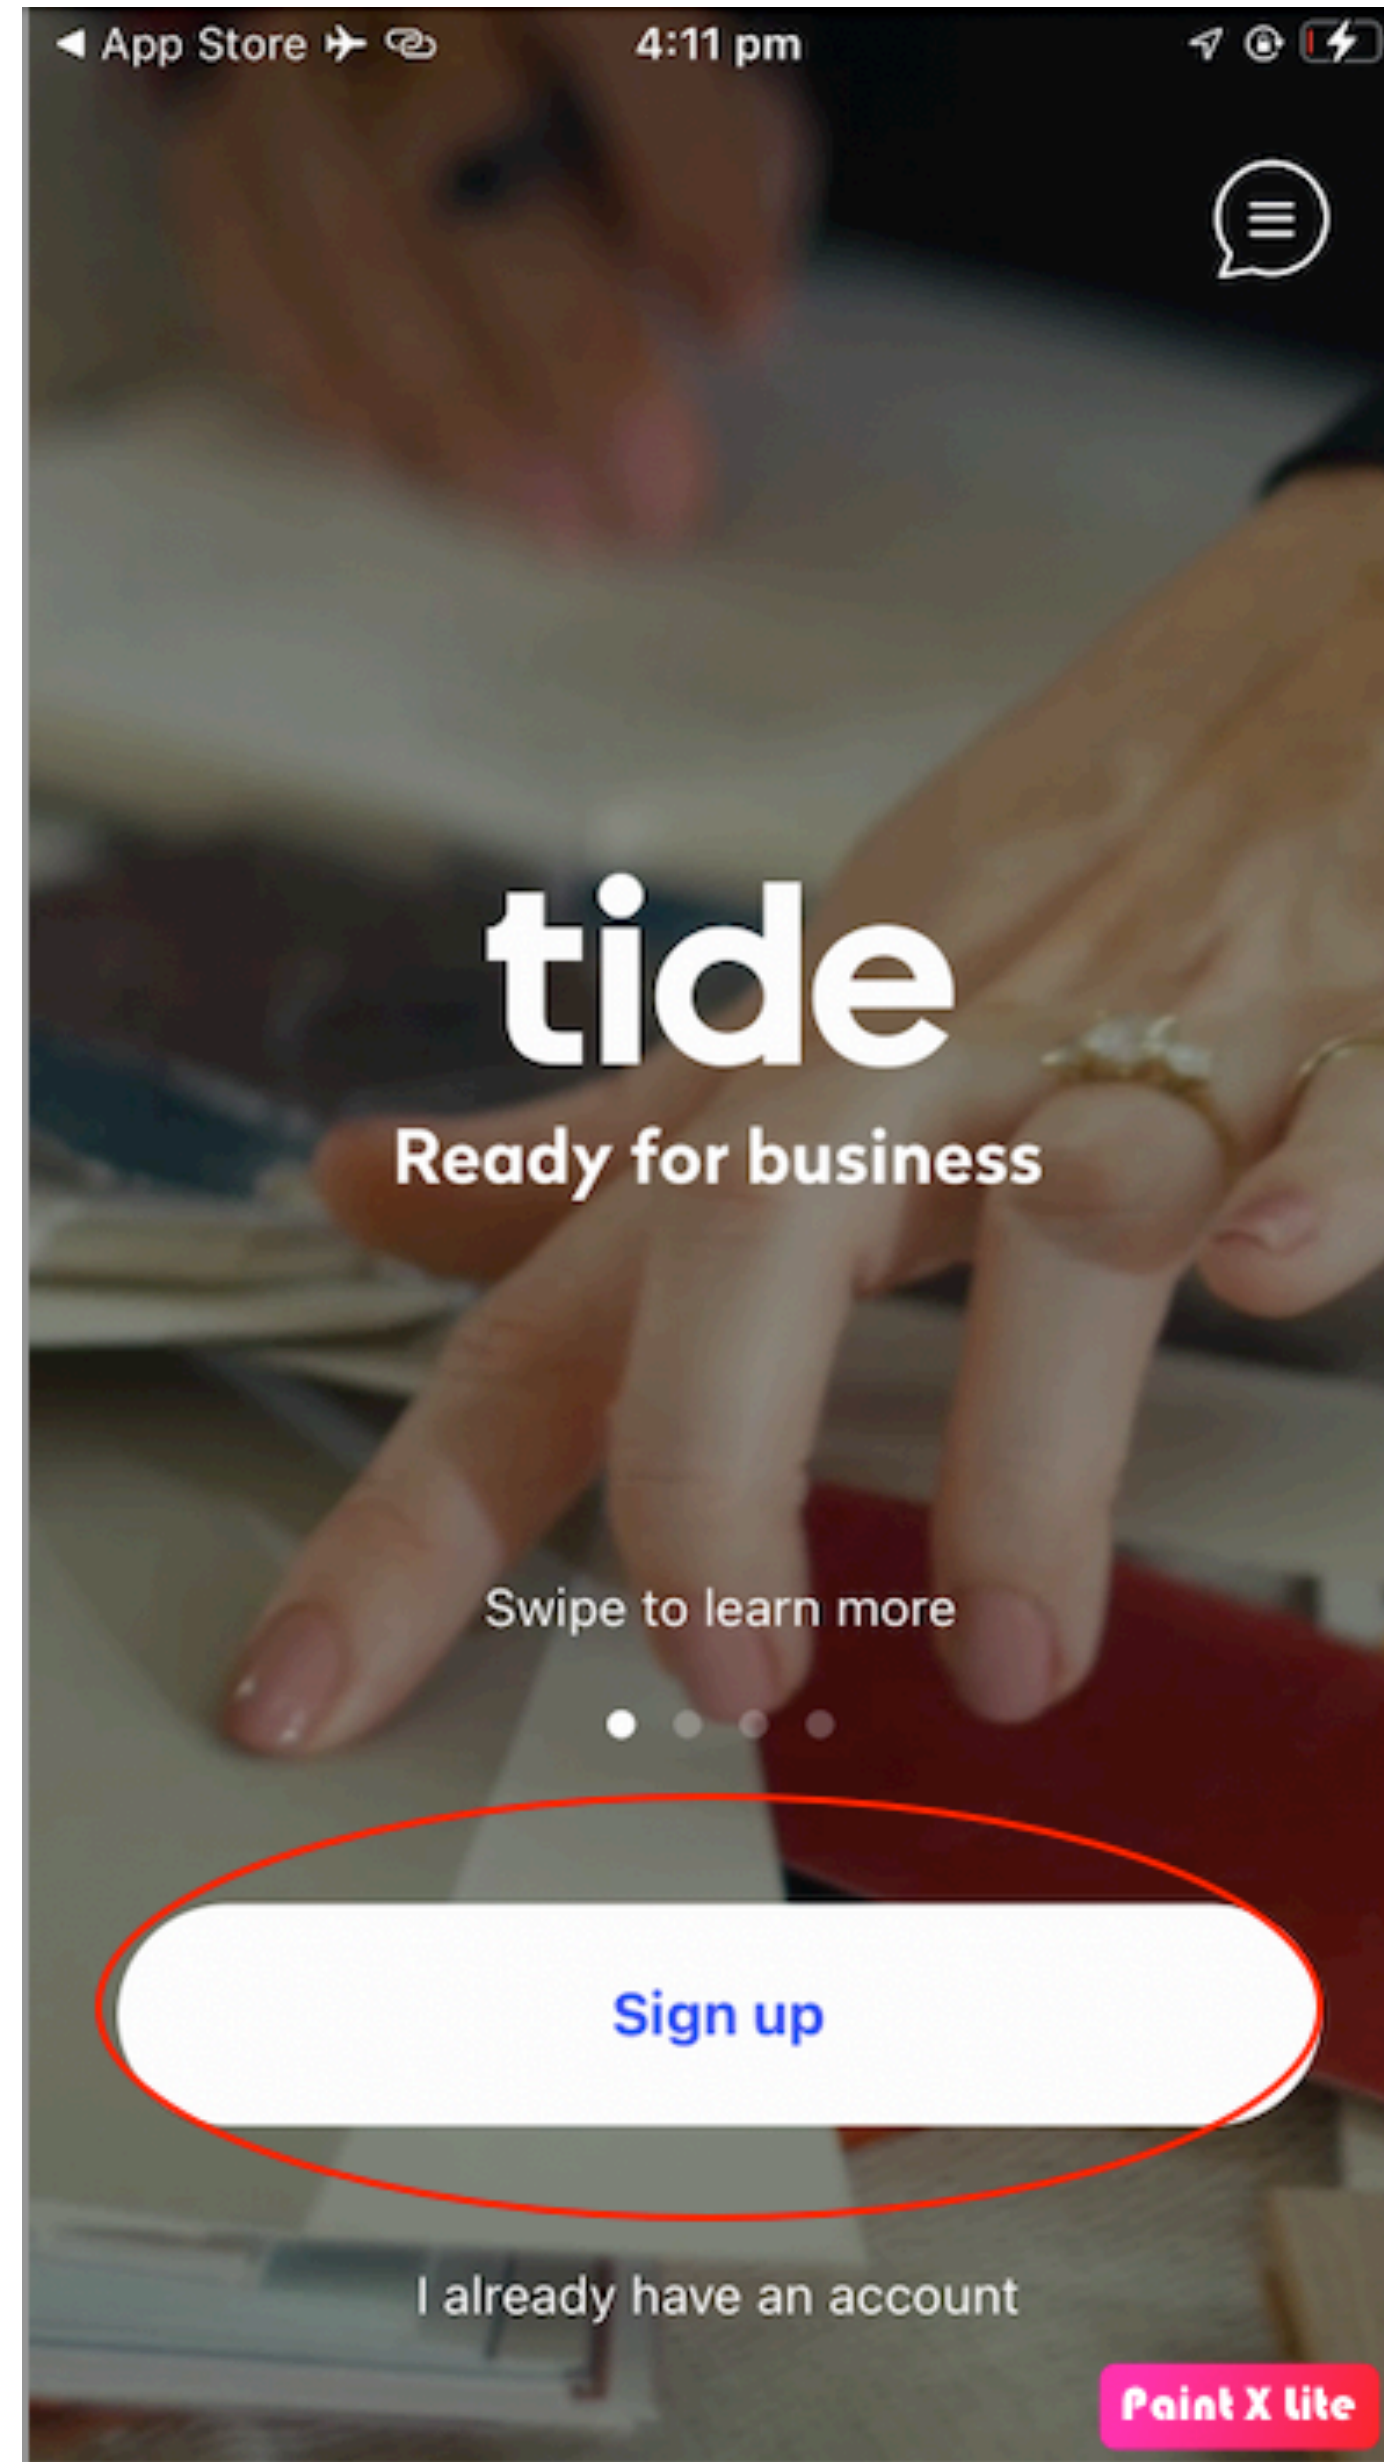 App Store
4:11 pm
tide
Ready for business
Swipe to learn more
Sign up
I already have an account
Paint X Lite